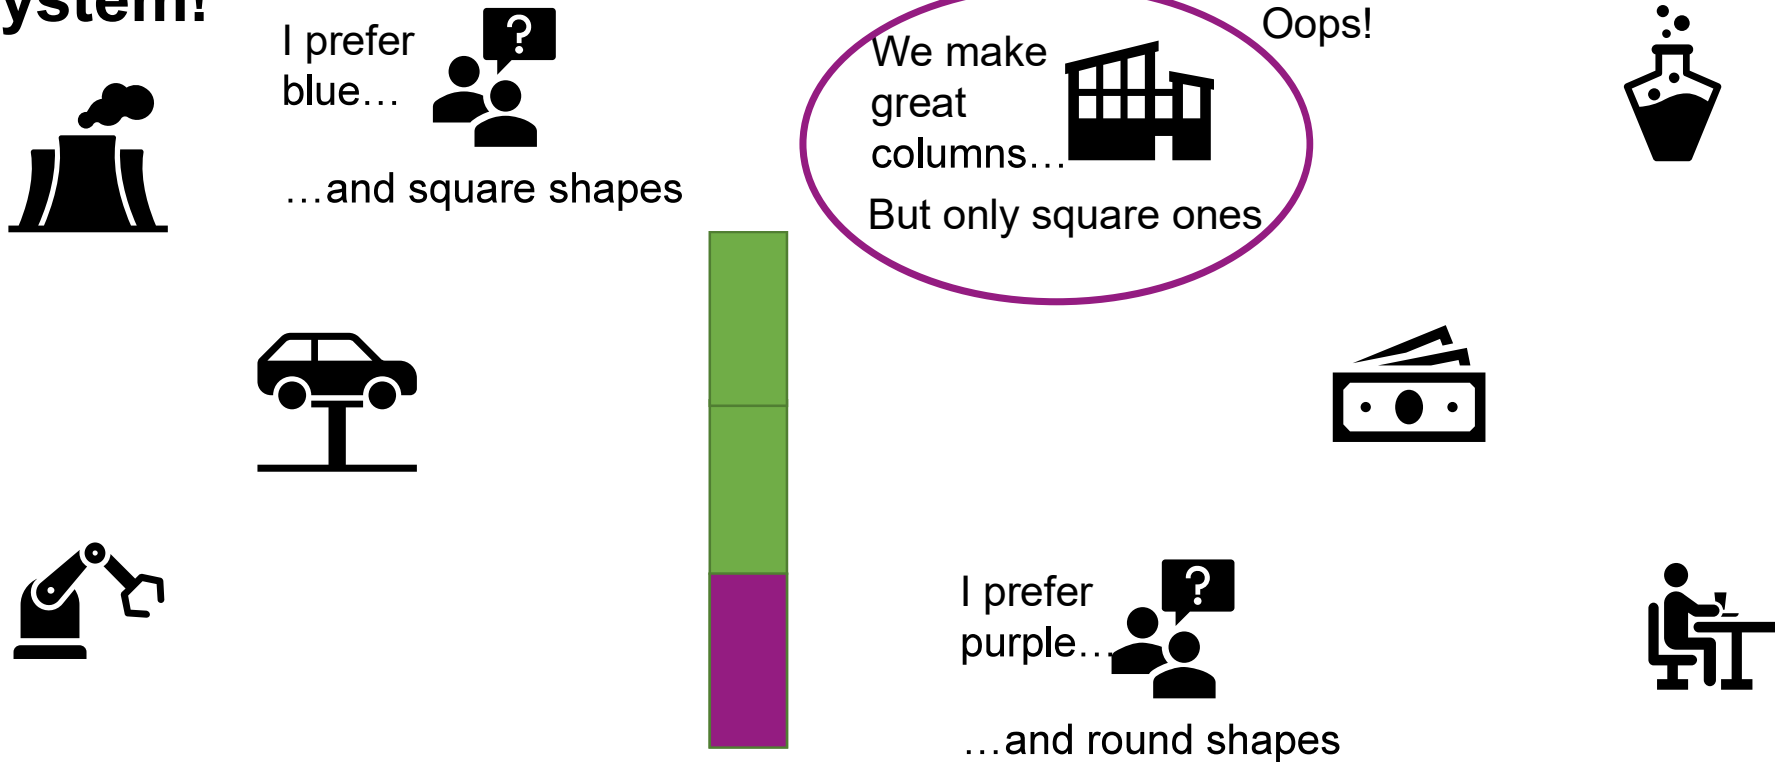 ystem!
I prefer
blue…
?
…and square shapes
We make
great
columns…
But only square ones
Oops!
I prefer
purple…
?
…and round shapes